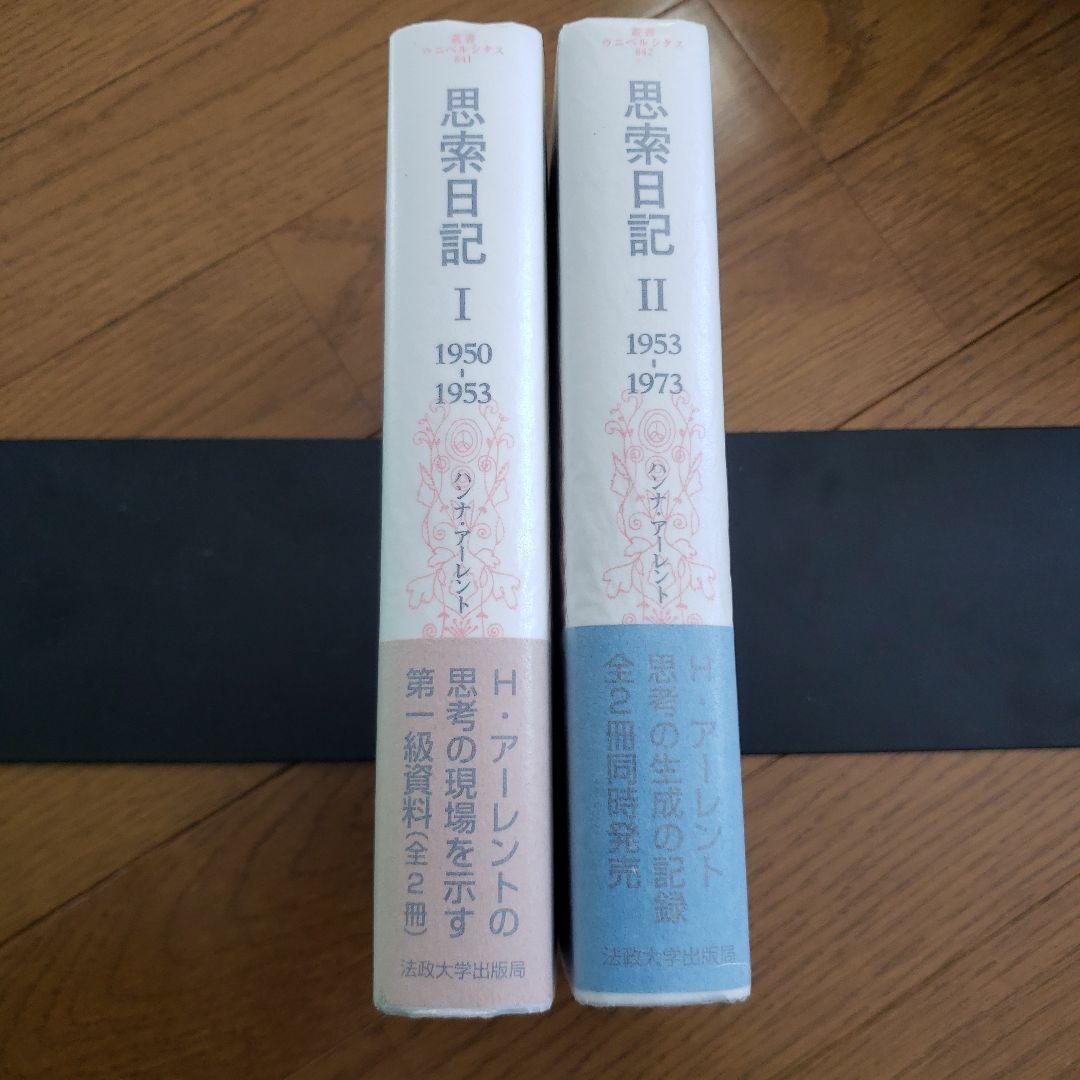 叢書
ウニベルシタス
841
思索日記 I
1950
-
1953
ハンナ・アーレント
H・アーレントの
思考の現場を示す
第一級資料(全2冊)
法政大学出版局
叢書
ウニベルシタス
842
思索日記 II
1953
-
1973
ハンナ・アーレント
H・アーレント
思考の生成の記録
全2冊同時発売
法政大学出版局